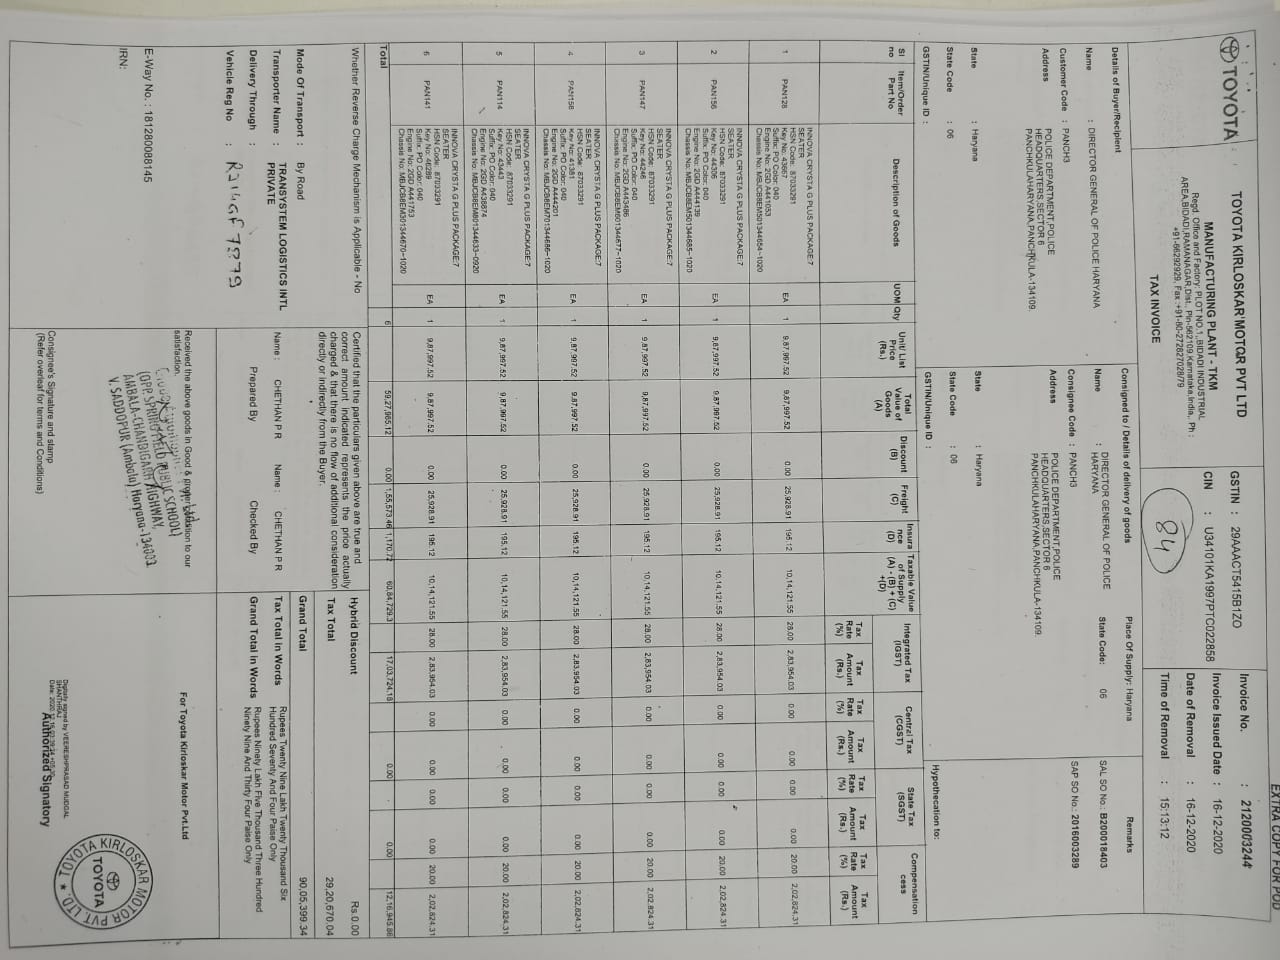 EXTRA COPY FOR POD
TOYOTA
TOYOTA KIRLOSKAR MOTOR PVT LTD
MANUFACTURING PLANT - TKM
Regd. Office and Factory: PLOT NO.1,,BIDADI INDUSTRIAL
AREA,BIDADI,RAMANAGAR,Dist., Pin-562109,Karnataka,India,. Ph :
+91-66292929, Fax :+91-80-272827028/79
TAX INVOICE
GSTIN : 29AAACT5415B1ZO
CIN : U34101KA1997PTC022858
84
Invoice No. : 2120003244
Invoice Issued Date : 16-12-2020
Date of Removal : 16-12-2020
Time of Removal : 15:13:12
Details of Buyer/Recipient
Name : DIRECTOR GENERAL OF POLICE HARYANA
Customer Code : PANCH3
Address POLICE DEPARTMENT,POLICE
HEADQUARTERS,SECTOR 6
PANCHKULAHARYANA,PANCHKULA-134109.
State : Haryana
State Code : 06
GSTIN/Unique ID :
Consigned to / Details of delivery of goods
Place Of Supply: Haryana
Name : DIRECTOR GENERAL OF POLICE
HARYANA
State Code: 06
Consignee Code : PANCH3
Address POLICE DEPARTMENT,POLICE
HEADQUARTERS,SECTOR 6
PANCHKULAHARYANA,PANCHKULA-134109.
State : Haryana
State Code : 06
GSTIN/Unique ID :
Remarks
SAL SO No.: B200018403
SAP SO No.: 2016003289
Hypothecation to:
Sl no Item/Order Part No Description of Goods UOM Qty Unit/ List Price (Rs.) Total Value of Goods (A) Discount (B) Freight (C) Insura nce (D) Taxable Value of Supply (A) - (B) + (C) +(D) Integrated Tax (IGST) Central Tax (CGST) State Tax (SGST) Compensation cess
Tax Rate (%) Tax Amount (Rs.) Tax Rate (%) Tax Amount (Rs.) Tax Rate (%) Tax Amount (Rs.) Tax Rate (%) Tax Amount (Rs.)
INNOVA CRYSTA G PLUS PACKAGE:7
SEATER
HSN Code: 87033291
Key No: 43667
1 PAN128 EA 1 9,87,997.52 9,87,997.52 0.00 25,928.91 195.12 10,14,121.55 28.00 2,83,954.03 0.00 0.00 0.00 0.00 20.00 2,02,824.31
Suffix: PO Color: 040
Engine No: 2GD A441053
Chassis No: MBJCB8EM501344654-1020
INNOVA CRYSTA G PLUS PACKAGE:7
SEATER
HSN Code: 87033291
Key No: 44306
2 PAN156 EA 1 9,87,997.52 9,87,997.52 0.00 25,928.91 195.12 10,14,121.55 28.00 2,83,954.03 0.00 0.00 0.00 0.00 20.00 2,02,824.31
Suffix: PO Color: 040
Engine No: 2GD A444139
Chassis No: MBJCB8EM501344685-1020
INNOVA CRYSTA G PLUS PACKAGE:7
SEATER
HSN Code: 87033291
Key No: 44246
3 PAN147 EA 1 9,87,997.52 9,87,997.52 0.00 25,928.91 195.12 10,14,121.55 28.00 2,83,954.03 0.00 0.00 0.00 0.00 20.00 2,02,824.31
Suffix: PO Color: 040
Engine No: 2GD A443486
Chassis No: MBJCB8EM601344677-1020
INNOVA CRYSTA G PLUS PACKAGE:7
SEATER
HSN Code: 87033291
Key No: 41381
4 PAN158 EA 1 9,87,997.52 9,87,997.52 0.00 25,928.91 195.12 10,14,121.55 28.00 2,83,954.03 0.00 0.00 0.00 0.00 20.00 2,02,824.31
Suffix: PO Color: 040
Engine No: 2GD A444201
Chassis No: MBJCB8EM701344686-1020
INNOVA CRYSTA G PLUS PACKAGE:7
SEATER
HSN Code: 87033291
Key No: 43443
5 PAN114 EA 1 9,87,997.52 9,87,997.52 0.00 25,928.91 195.12 10,14,121.55 28.00 2,83,954.03 0.00 0.00 0.00 0.00 20.00 2,02,824.31
Suffix: PO Color: 040
Engine No: 2GD A438874
Chassis No: MBJCB8EM801344633-0920
INNOVA CRYSTA G PLUS PACKAGE:7
SEATER
HSN Code: 87033291
Key No: 46289
6 PAN141 EA 1 9,87,997.52 9,87,997.52 0.00 25,928.91 195.12 10,14,121.55 28.00 2,83,954.03 0.00 0.00 0.00 0.00 20.00 2,02,824.31
Suffix: PO Color: 040
Engine No: 2GD A441753
Chassis No: MBJCB8EM301344670-1020
Total 6 59,27,985.12 0.00 1,55,573.46 1,170.72 60,84,729.3 17,03,724.18 0.00 0.00 12,16,945.86
Whether Reverse Charge Mechanism is Applicable - No
Mode Of Transport : By Road
Transporter Name : TRANSYSTEM LOGISTICS INTL
PRIVATE
Delivery Through :
Vehicle Reg No : RJ14GF7879
E-Way No. : 181280088145
IRN:
Certified that the particulars given above are true and
correct amount indicated represents the price actually
charged & that there is no flow of additional consideration
directly or indirectly from the Buyer.
Name : CHETHAN P R Name : CHETHAN P R
Prepared By Checked By
Received the above goods in Good & proper condition to our
satisfaction.
Ltd.
(OPP. SPRING FIELD PUBLIC SCHOOL)
AMBALA-CHANDIGARH HIGHWAY,
V. SADDOPUR (Ambala) Haryana-134003
Consignee's Signature and stamp
(Refer overleaf for terms and Conditions)
Hybrid Discount Rs.0.00
Tax Total 29,20,670.04
Grand Total 90,05,399.34
Tax Total in Words Rupees Twenty Nine Lakh Twenty Thousand Six
Hundred Seventy And Four Paise Only
Grand Total in Words Rupees Ninety Lakh Five Thousand Three Hundred
Ninety Nine And Thirty Four Paise Only
For Toyota Kirloskar Motor Pvt.Ltd
TOYOTA KIRLOSKAR MOTOR PVT. LTD.
TOYOTA
Digitally signed by VEERESHPRASAD MUDGAL
SHANTHRAJ
Date: 2020.12.16
Authorized Signatory